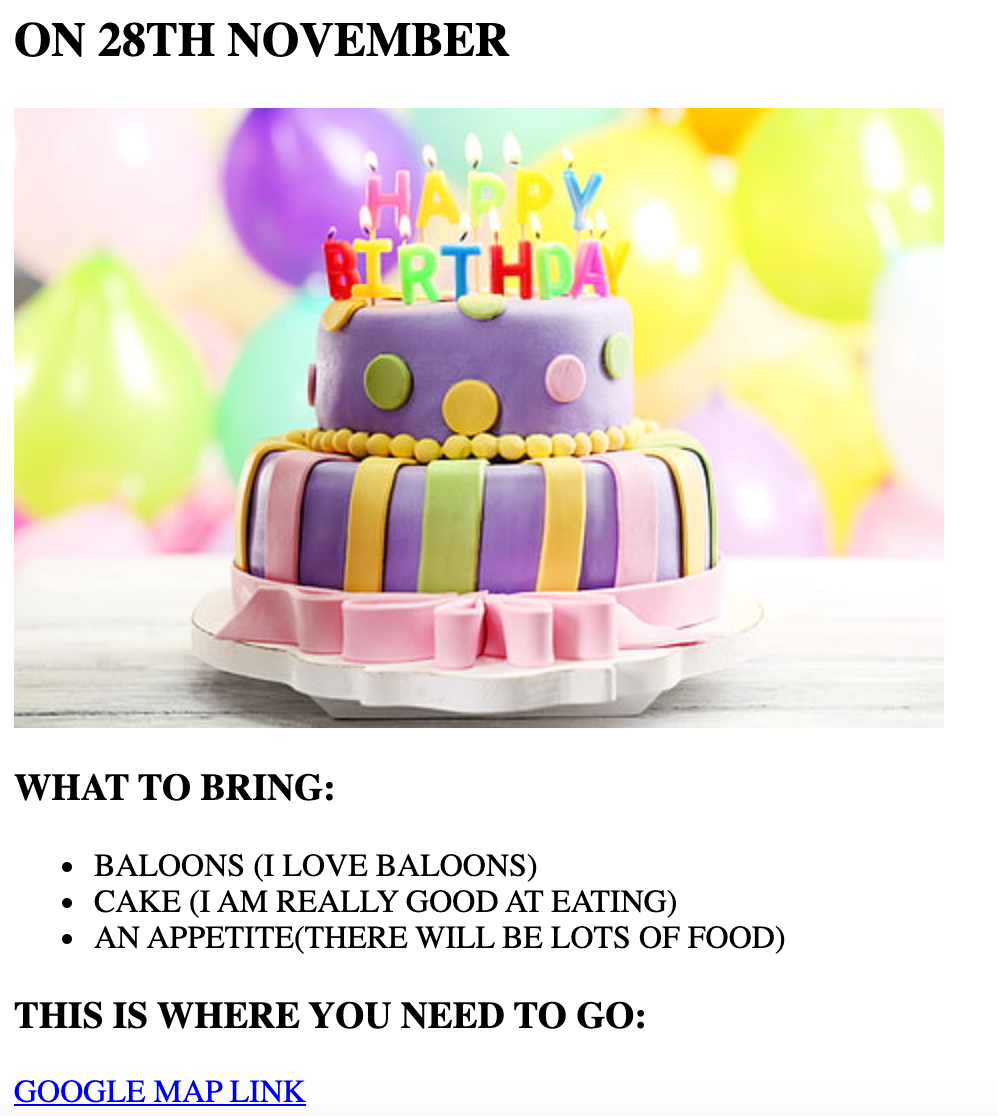 ON 28TH NOVEMBER
HAPPY
BIRTHDAY
WHAT TO BRING:
BALOONS (I LOVE BALOONS)
CAKE (I AM REALLY GOOD AT EATING)
AN APPETITE(THERE WILL BE LOTS OF FOOD)
THIS IS WHERE YOU NEED TO GO:
GOOGLE MAP LINK